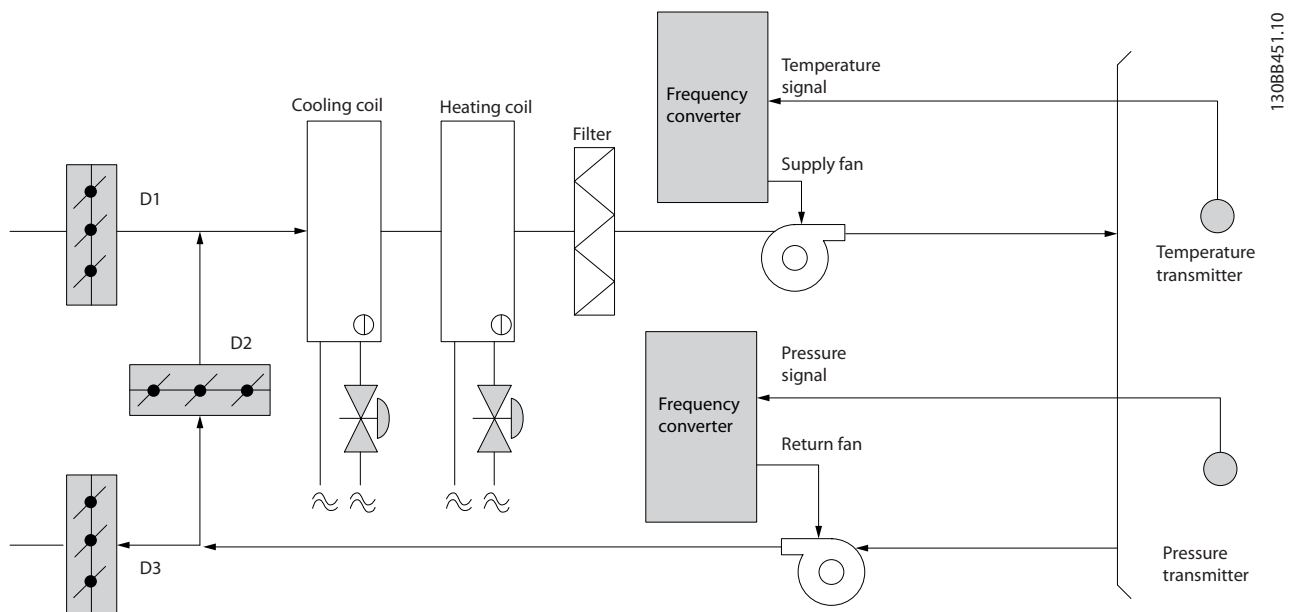 130BB451.10
Temperature
signal
Frequency
converter
Cooling coil
Heating coil
Filter
Supply fan
D1
Temperature
transmitter
D2
Pressure
signal
Frequency
converter
Return fan
D3
Pressure
transmitter